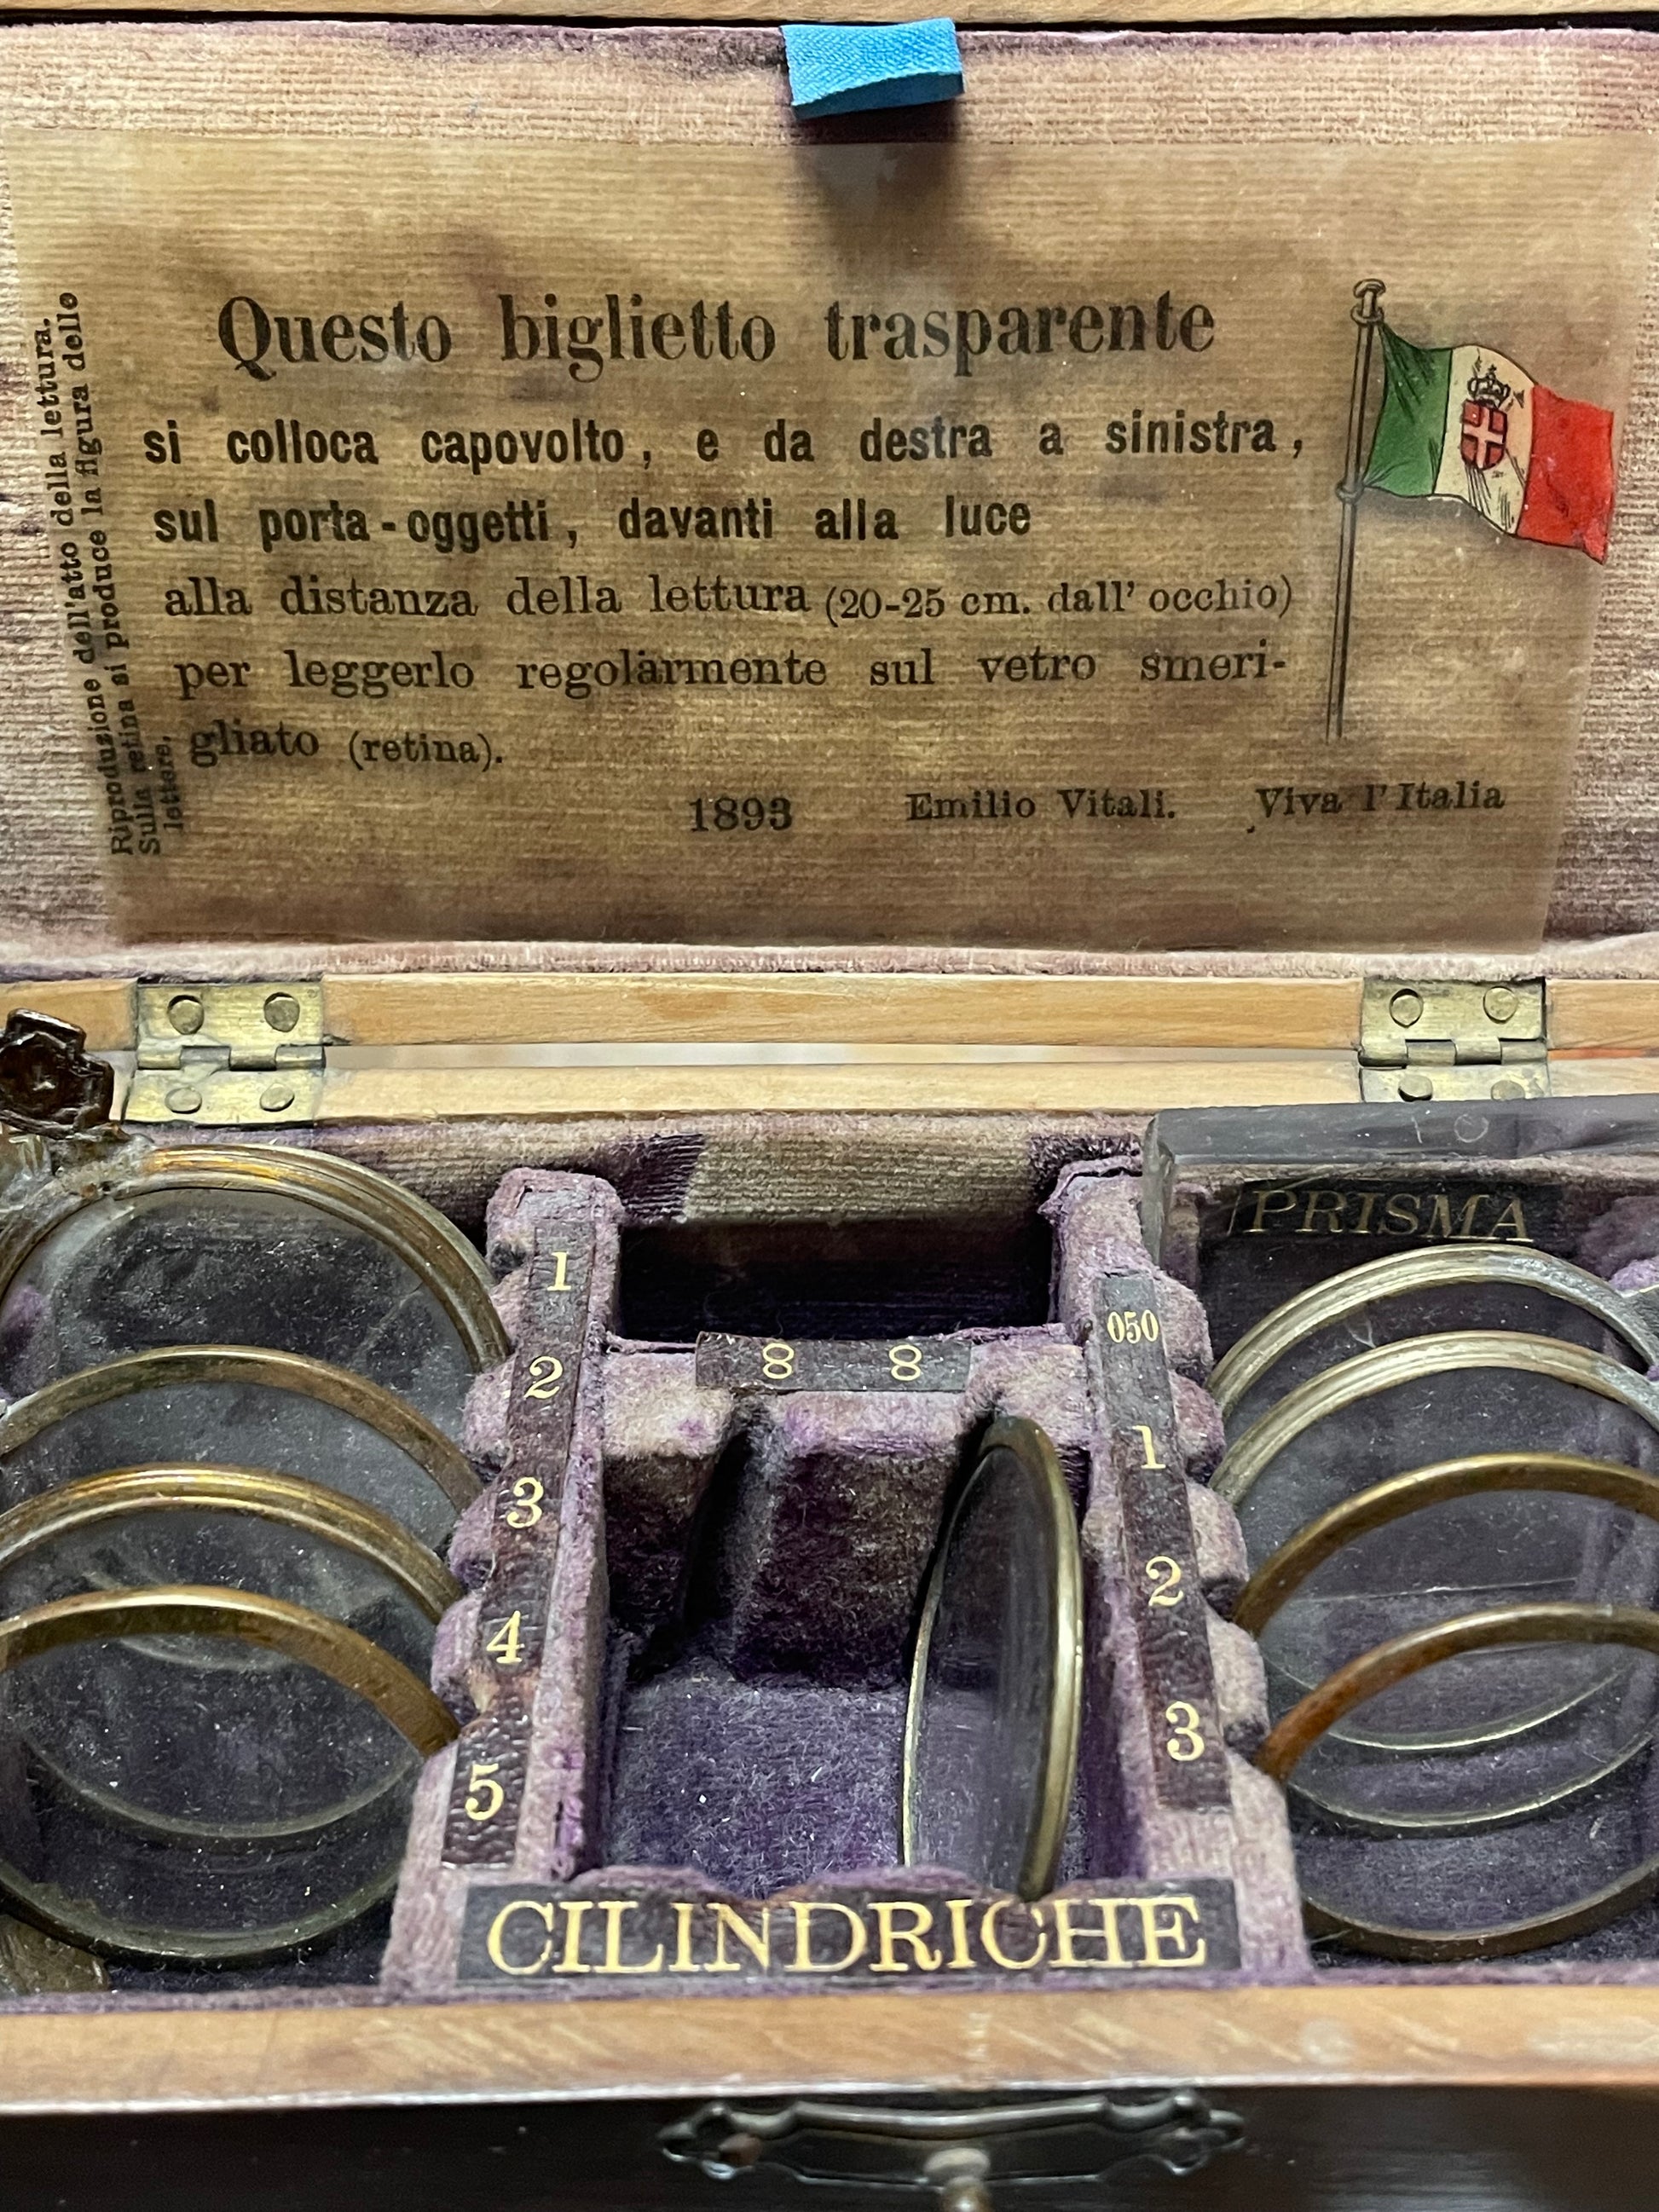 Questo biglietto trasparente
si colloca capovolto, e da destra a sinistra,
sul porta-oggetti, davanti alla luce
alla distanza della lettura (20-25 cm. dall' occhio)
per leggerlo regolarmente sul vetro smeri-
gliato (retina).
1893 Emilio Vitali. Viva l'Italia
Riproduzione dell'atto della lettura.
Sulla retina si produce la figura delle
lettere.
10
PRISMA
1
2
3
4
5
8 8
050
1
2
3
CILINDRICHE